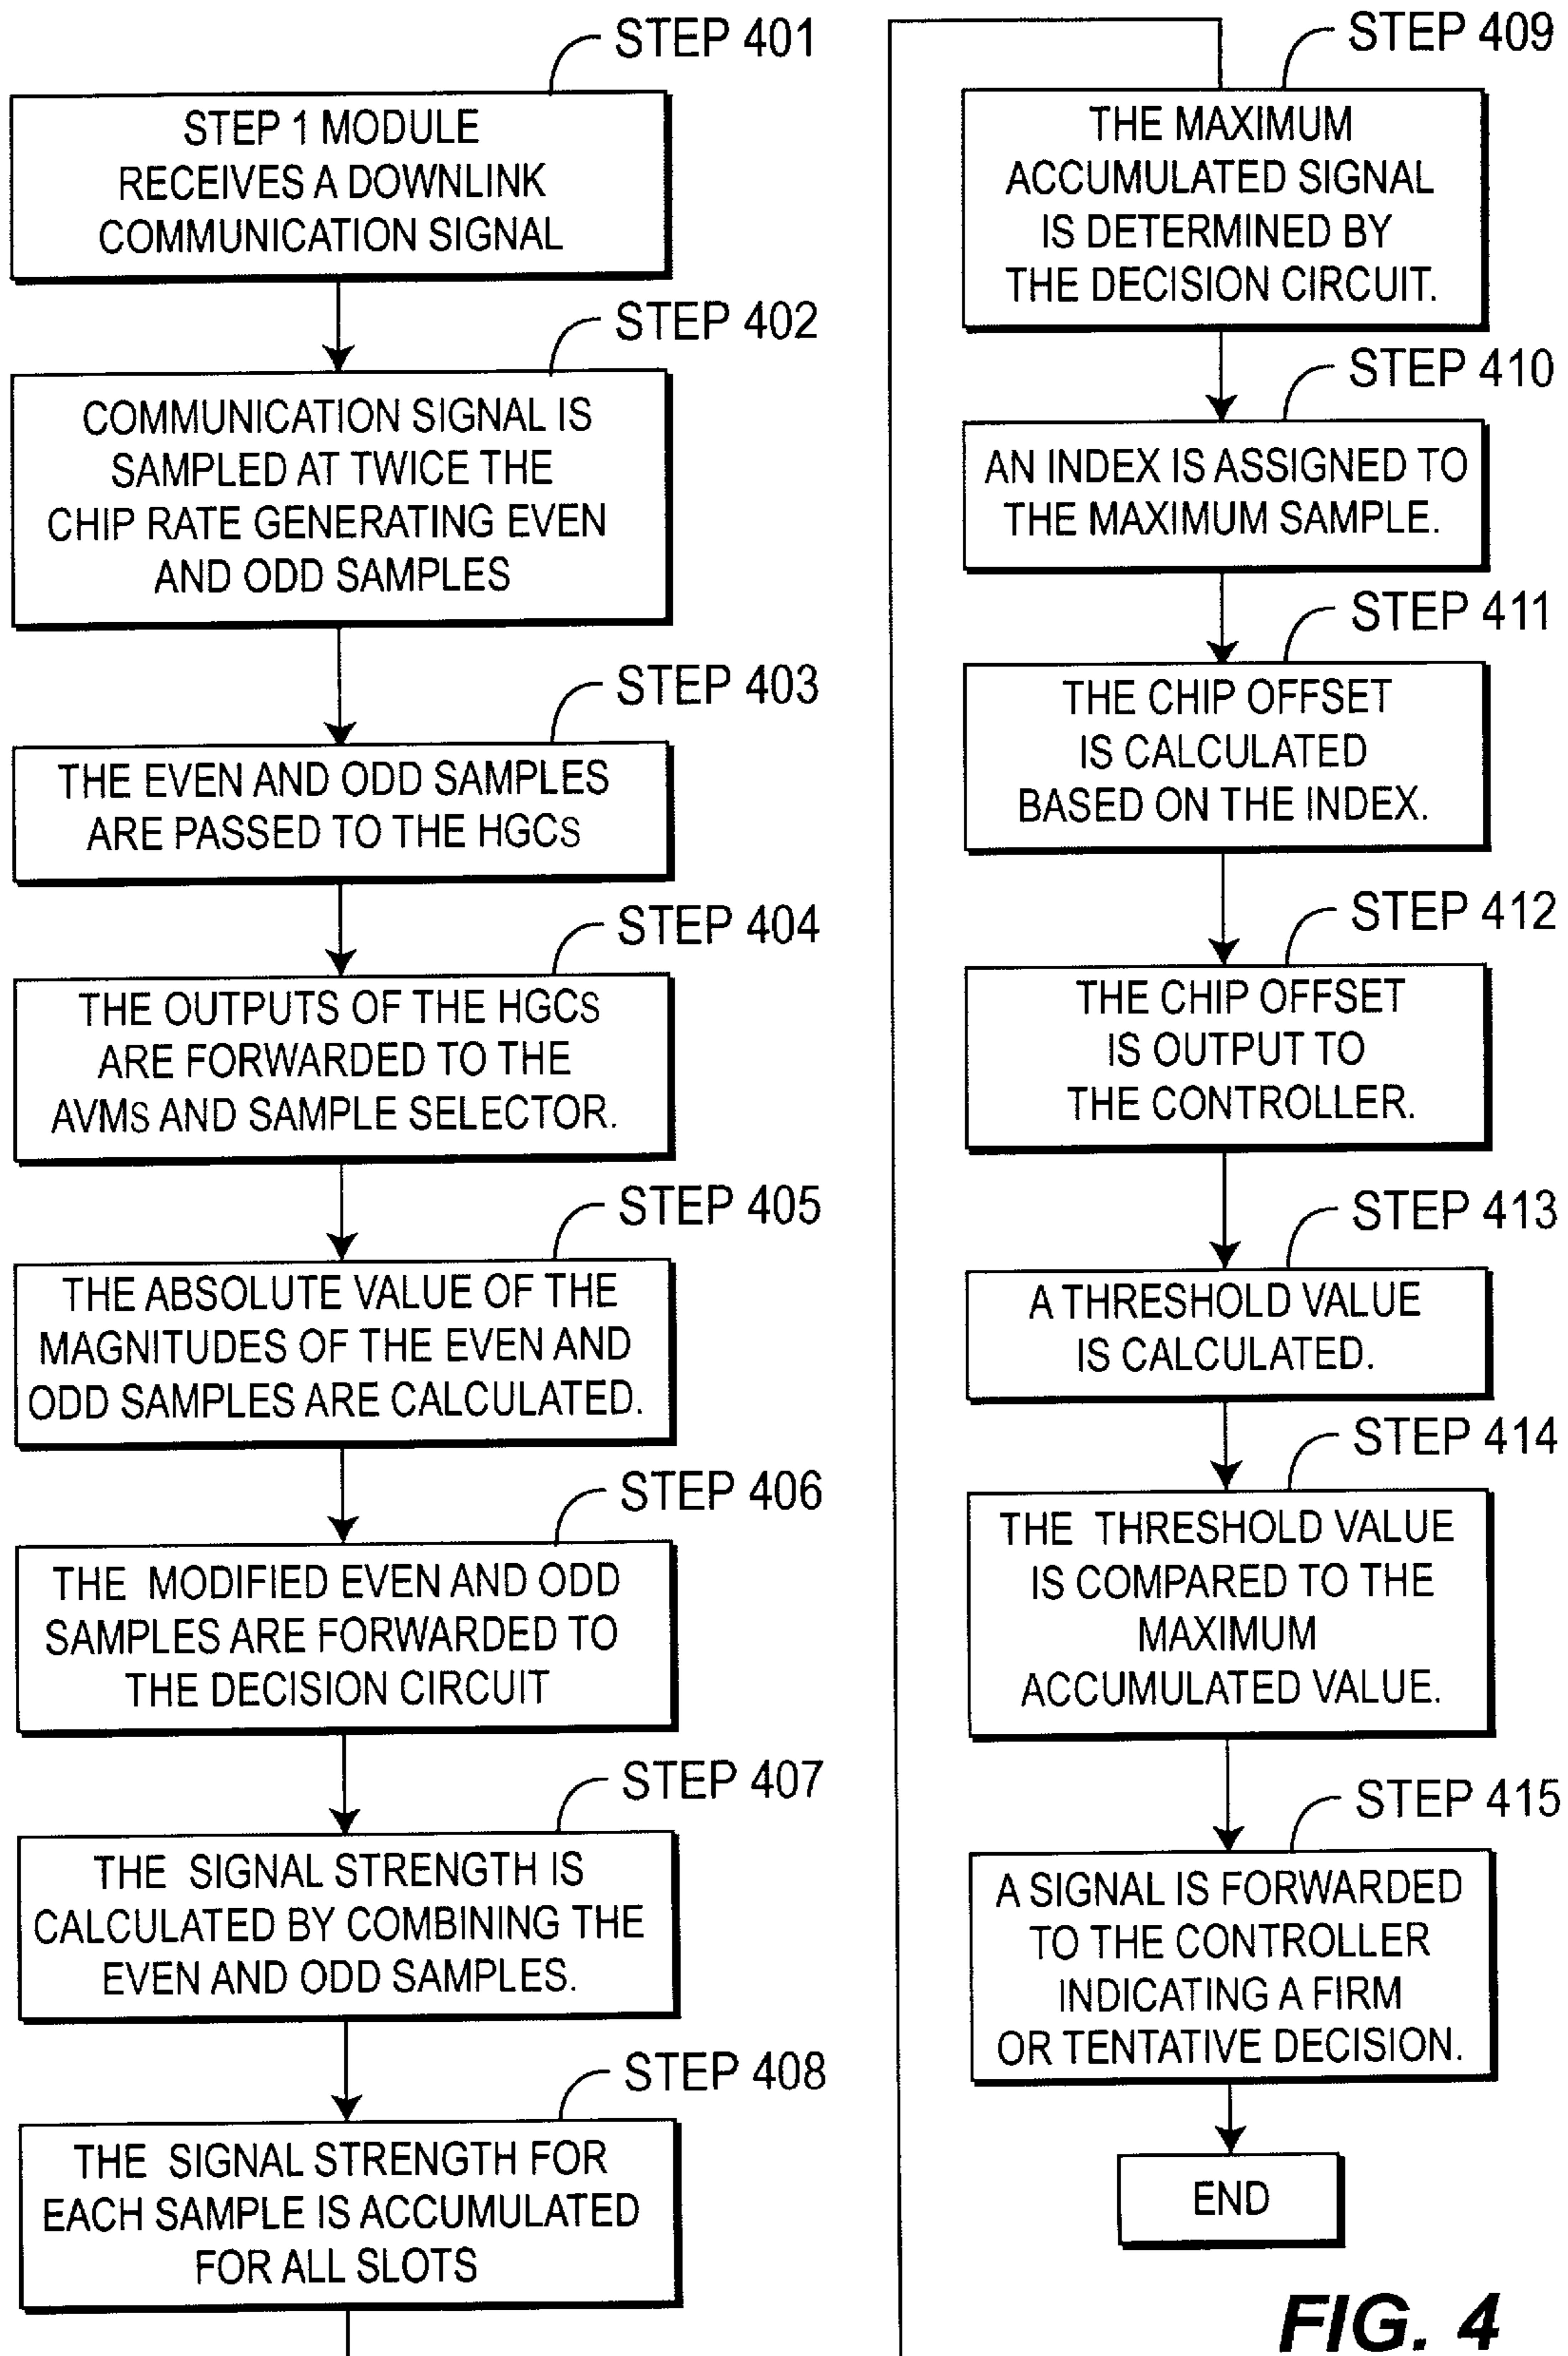 STEP 401
STEP 1 MODULE
RECEIVES A DOWNLINK
COMMUNICATION SIGNAL
STEP 402
COMMUNICATION SIGNAL IS
SAMPLED AT TWICE THE
CHIP RATE GENERATING EVEN
AND ODD SAMPLES
STEP 403
THE EVEN AND ODD SAMPLES
ARE PASSED TO THE HGCs
STEP 404
THE OUTPUTS OF THE HGCs
ARE FORWARDED TO THE
AVMs AND SAMPLE SELECTOR.
STEP 405
THE ABSOLUTE VALUE OF THE
MAGNITUDES OF THE EVEN AND
ODD SAMPLES ARE CALCULATED.
STEP 406
THE MODIFIED EVEN AND ODD
SAMPLES ARE FORWARDED TO
THE DECISION CIRCUIT
STEP 407
THE SIGNAL STRENGTH IS
CALCULATED BY COMBINING THE
EVEN AND ODD SAMPLES.
STEP 408
THE SIGNAL STRENGTH FOR
EACH SAMPLE IS ACCUMULATED
FOR ALL SLOTS
STEP 409
THE MAXIMUM
ACCUMULATED SIGNAL
IS DETERMINED BY
THE DECISION CIRCUIT.
STEP 410
AN INDEX IS ASSIGNED TO
THE MAXIMUM SAMPLE.
STEP 411
THE CHIP OFFSET
IS CALCULATED
BASED ON THE INDEX.
STEP 412
THE CHIP OFFSET
IS OUTPUT TO
THE CONTROLLER.
STEP 413
A THRESHOLD VALUE
IS CALCULATED.
STEP 414
THE THRESHOLD VALUE
IS COMPARED TO THE
MAXIMUM
ACCUMULATED VALUE.
STEP 415
A SIGNAL IS FORWARDED
TO THE CONTROLLER
INDICATING A FIRM
OR TENTATIVE DECISION.
END
FIG. 4